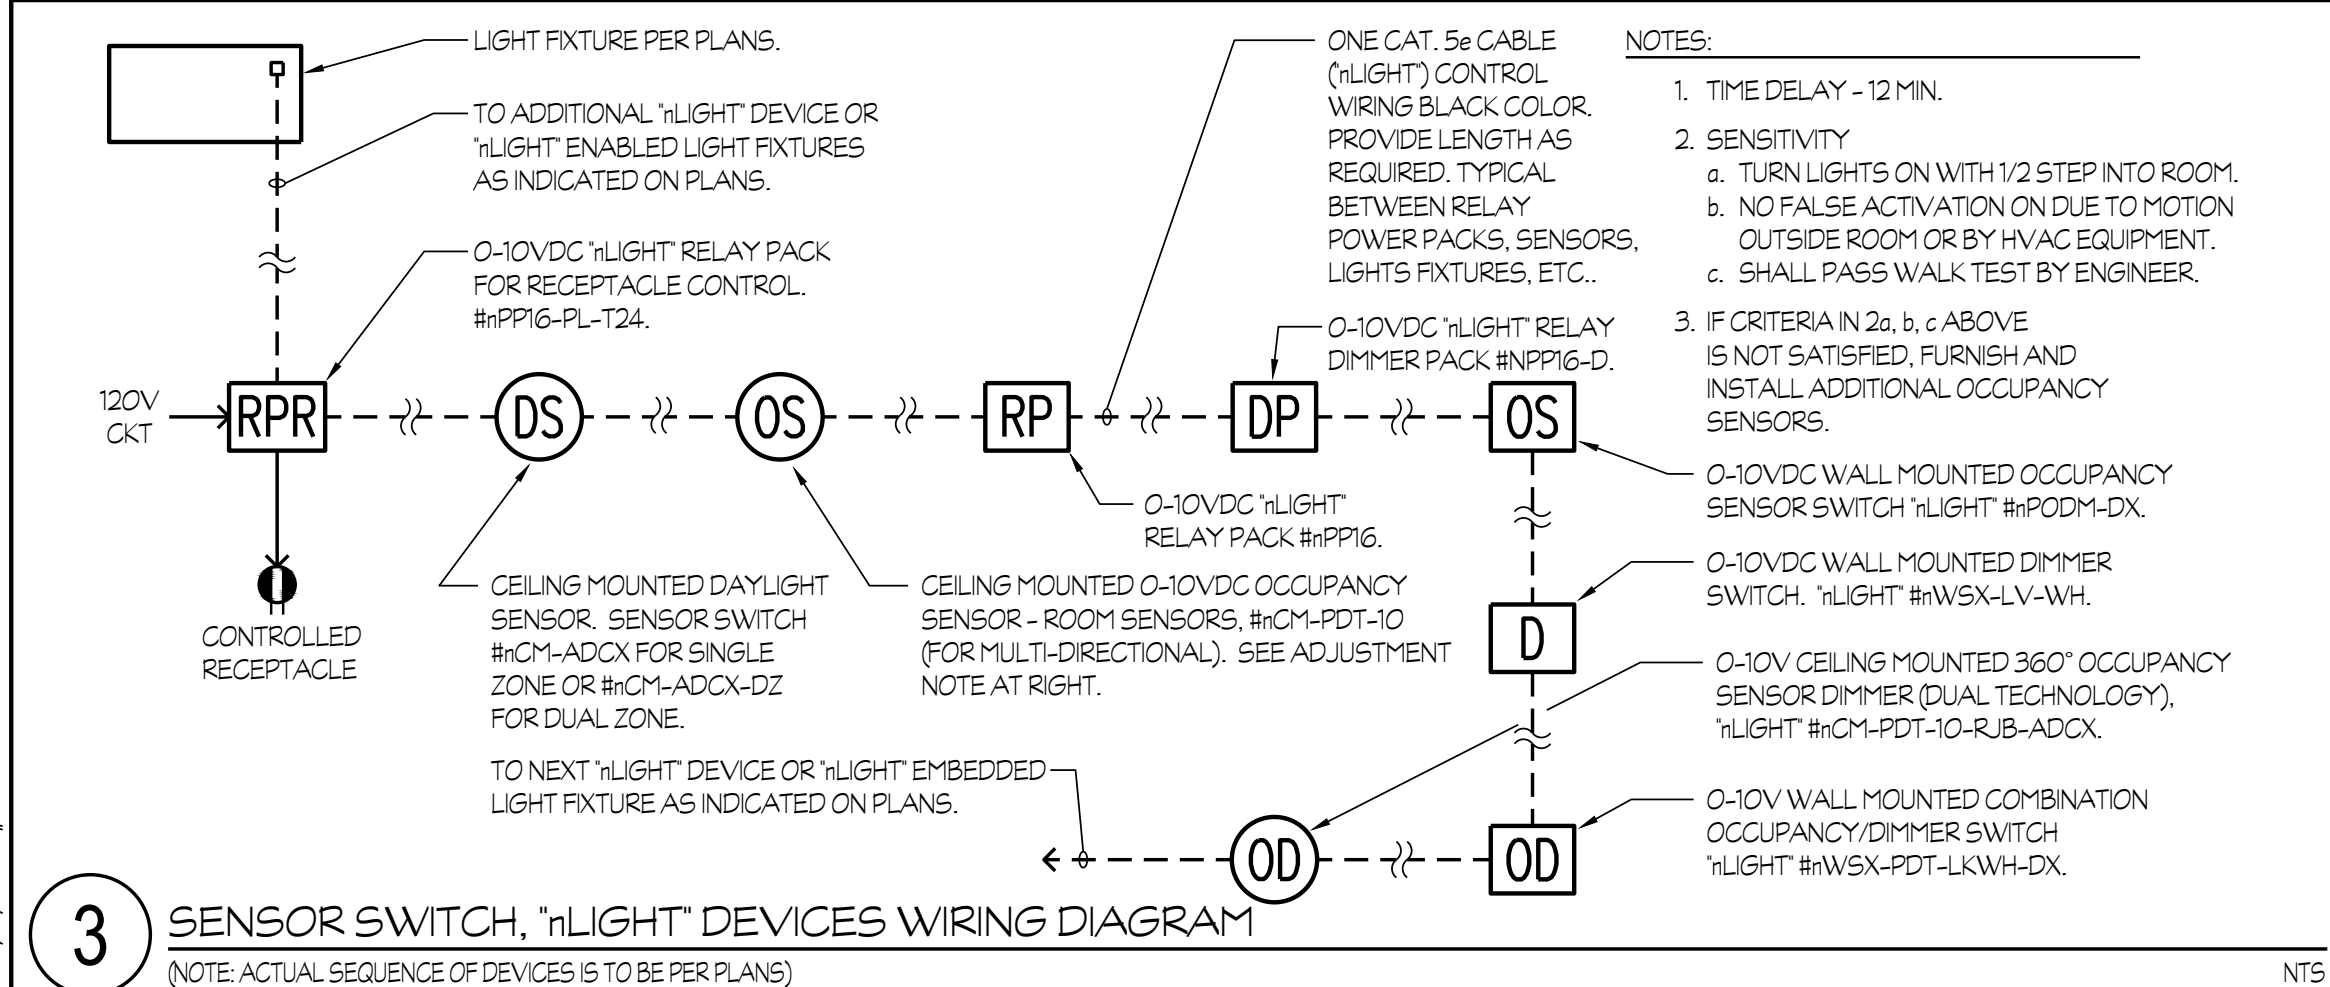 LIGHT FIXTURE PER PLANS.
TO ADDITIONAL "nLIGHT" DEVICE OR
"nLIGHT" ENABLED LIGHT FIXTURES
AS INDICATED ON PLANS.
0-10VDC "nLIGHT" RELAY PACK
FOR RECEPTACLE CONTROL.
#nPP16-PL-T24.
ONE CAT. 5e CABLE
("nLIGHT") CONTROL
WIRING BLACK COLOR.
PROVIDE LENGTH AS
REQUIRED. TYPICAL
BETWEEN RELAY
POWER PACKS, SENSORS,
LIGHTS FIXTURES, ETC..
0-10VDC "nLIGHT" RELAY
DIMMER PACK #NPP16-D.
NOTES:
1. TIME DELAY - 12 MIN.
2. SENSITIVITY
a. TURN LIGHTS ON WITH 1/2 STEP INTO ROOM.
b. NO FALSE ACTIVATION ON DUE TO MOTION
OUTSIDE ROOM OR BY HVAC EQUIPMENT.
c. SHALL PASS WALK TEST BY ENGINEER.
3. IF CRITERIA IN 2a, b, c ABOVE
IS NOT SATISFIED, FURNISH AND
INSTALL ADDITIONAL OCCUPANCY
SENSORS.
120V
CKT
RPR
DS
OS
RP
DP
OS
0-10VDC "nLIGHT"
RELAY PACK #nPP16.
0-10VDC WALL MOUNTED OCCUPANCY
SENSOR SWITCH "nLIGHT" #nPODM-DX.
CONTROLLED
RECEPTACLE
CEILING MOUNTED DAYLIGHT
SENSOR. SENSOR SWITCH
#nCM-ADCX FOR SINGLE
ZONE OR #nCM-ADCX-DZ
FOR DUAL ZONE.
CEILING MOUNTED 0-10VDC OCCUPANCY
SENSOR - ROOM SENSORS, #nCM-PDT-10
(FOR MULTI-DIRECTIONAL). SEE ADJUSTMENT
NOTE AT RIGHT.
0-10VDC WALL MOUNTED DIMMER
SWITCH. "nLIGHT" #nWSX-LV-WH.
D
0-10V CEILING MOUNTED 360° OCCUPANCY
SENSOR DIMMER (DUAL TECHNOLOGY),
"nLIGHT" #nCM-PDT-10-RJB-ADCX.
TO NEXT "nLIGHT" DEVICE OR "nLIGHT" EMBEDDED
LIGHT FIXTURE AS INDICATED ON PLANS.
0-10V WALL MOUNTED COMBINATION
OCCUPANCY/DIMMER SWITCH
"nLIGHT" #nWSX-PDT-LKWH-DX.
OD
OD
3
SENSOR SWITCH, "nLIGHT" DEVICES WIRING DIAGRAM
(NOTE: ACTUAL SEQUENCE OF DEVICES IS TO BE PER PLANS)
NTS